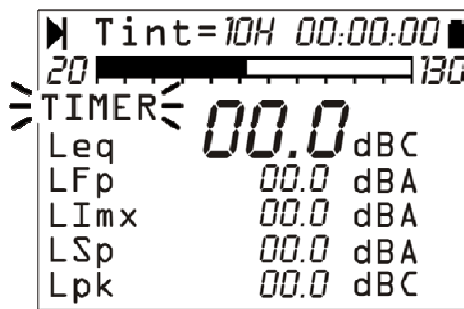 Tint=10H 00:00:00
20 130
TIMER
Leq 00.0 dBC
LFp 00.0 dBA
LImx 00.0 dBA
LSp 00.0 dBA
Lpk 00.0 dBC